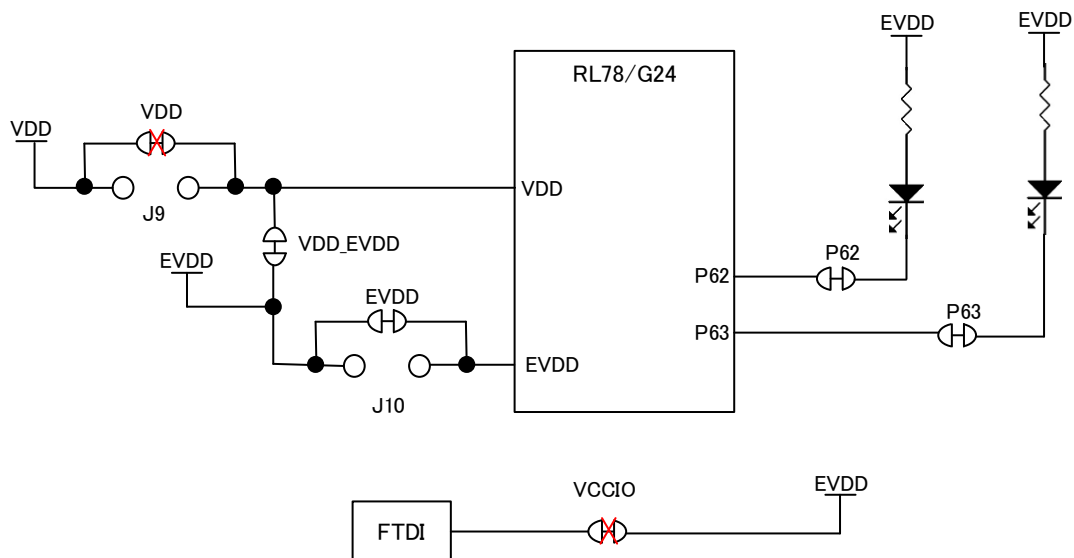 EVDD
EVDD
RL78/G24
VDD
VDD
J9
VDD
VDD_EVDD
EVDD
EVDD
J10
EVDD
P62
P62
P63
P63
VCCIO
EVDD
FTDI